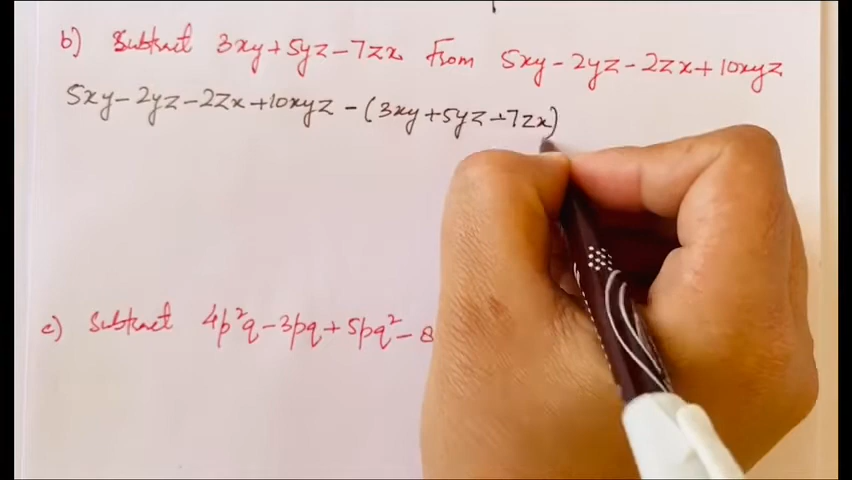 b) Subtract 3xy+5yz-7zx From 5xy-2yz-2zx+10xyz
5xy-2yz-2zx+10xyz-(3xy+5yz-7zx)
c) Subtract 4p²q-3pq+5pq²-8